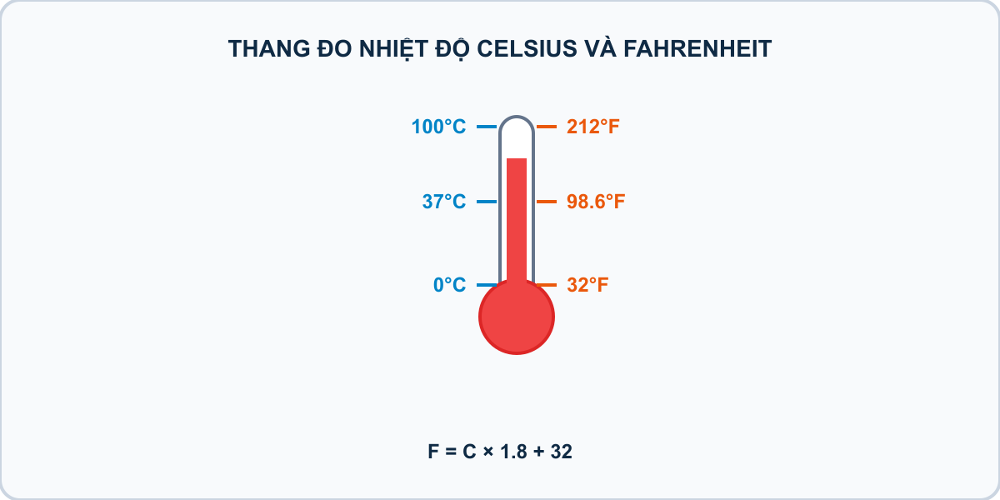 THANG ĐO NHIỆT ĐỘ CELSIUS VÀ FAHRENHEIT
100°C 212°F
37°C 98.6°F
0°C 32°F
F = C × 1.8 + 32